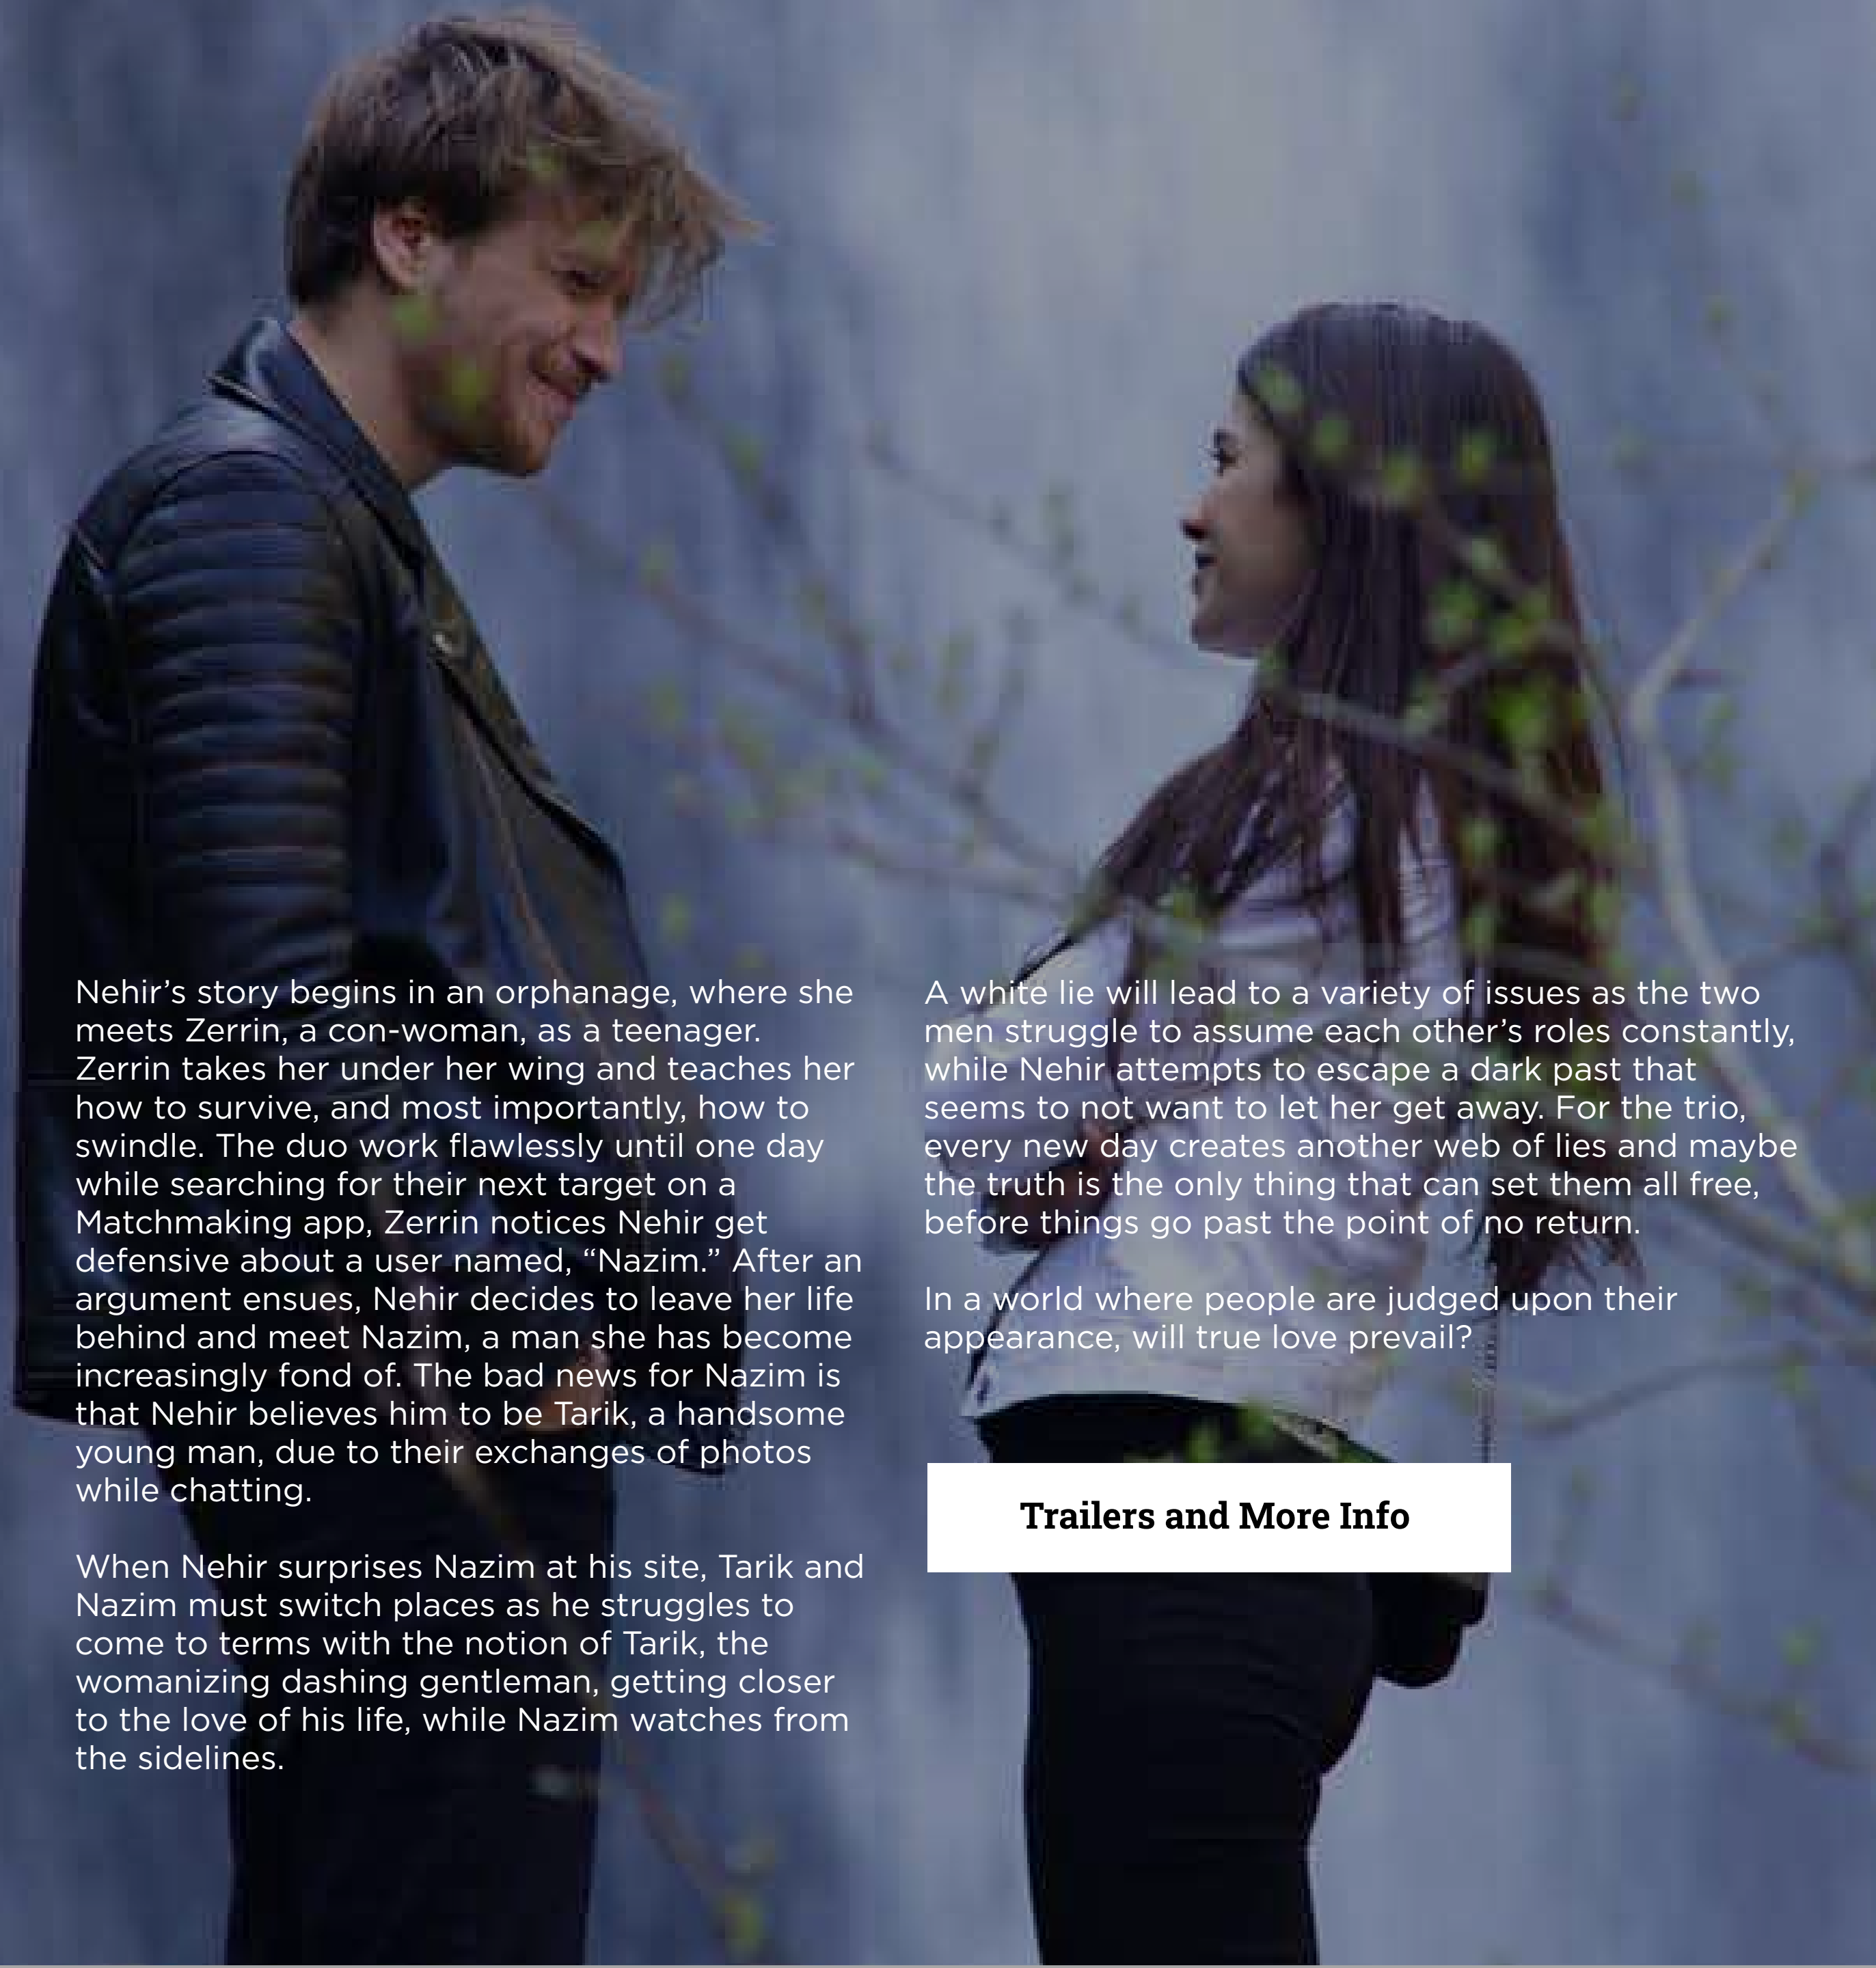 Nehir’s story begins in an orphanage, where she
meets Zerrin, a con-woman, as a teenager.
Zerrin takes her under her wing and teaches her
how to survive, and most importantly, how to
swindle. The duo work flawlessly until one day
while searching for their next target on a
Matchmaking app, Zerrin notices Nehir get
defensive about a user named, “Nazim.” After an
argument ensues, Nehir decides to leave her life
behind and meet Nazim, a man she has become
increasingly fond of. The bad news for Nazim is
that Nehir believes him to be Tarik, a handsome
young man, due to their exchanges of photos
while chatting.
When Nehir surprises Nazim at his site, Tarik and
Nazim must switch places as he struggles to
come to terms with the notion of Tarik, the
womanizing dashing gentleman, getting closer
to the love of his life, while Nazim watches from
the sidelines.
A white lie will lead to a variety of issues as the two
men struggle to assume each other’s roles constantly,
while Nehir attempts to escape a dark past that
seems to not want to let her get away. For the trio,
every new day creates another web of lies and maybe
the truth is the only thing that can set them all free,
before things go past the point of no return.
In a world where people are judged upon their
appearance, will true love prevail?
Trailers and More Info